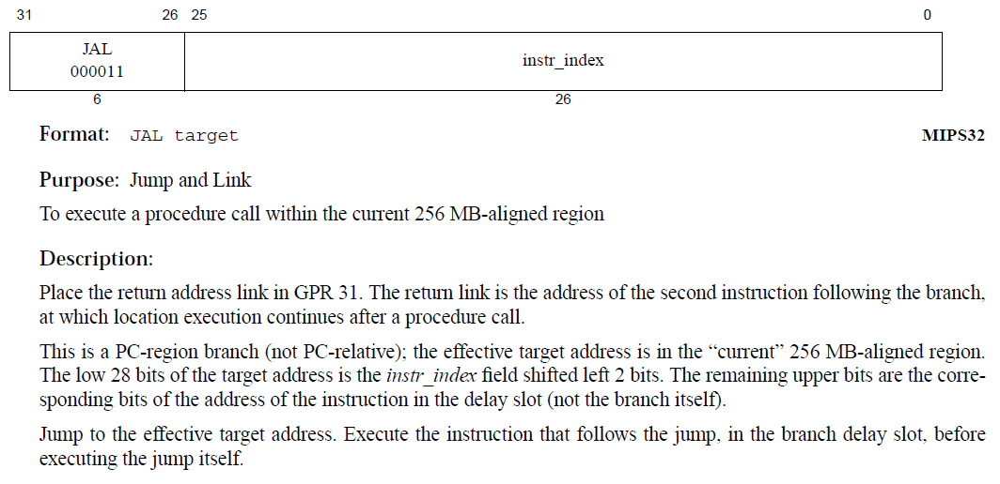 31 26 25 0
JAL
000011
instr_index
6 26
Format: JAL target MIPS32
Purpose: Jump and Link
To execute a procedure call within the current 256 MB-aligned region
Description:
Place the return address link in GPR 31. The return link is the address of the second instruction following the branch,
at which location execution continues after a procedure call.
This is a PC-region branch (not PC-relative); the effective target address is in the “current” 256 MB-aligned region.
The low 28 bits of the target address is the instr_index field shifted left 2 bits. The remaining upper bits are the corre-
sponding bits of the address of the instruction in the delay slot (not the branch itself).
Jump to the effective target address. Execute the instruction that follows the jump, in the branch delay slot, before
executing the jump itself.